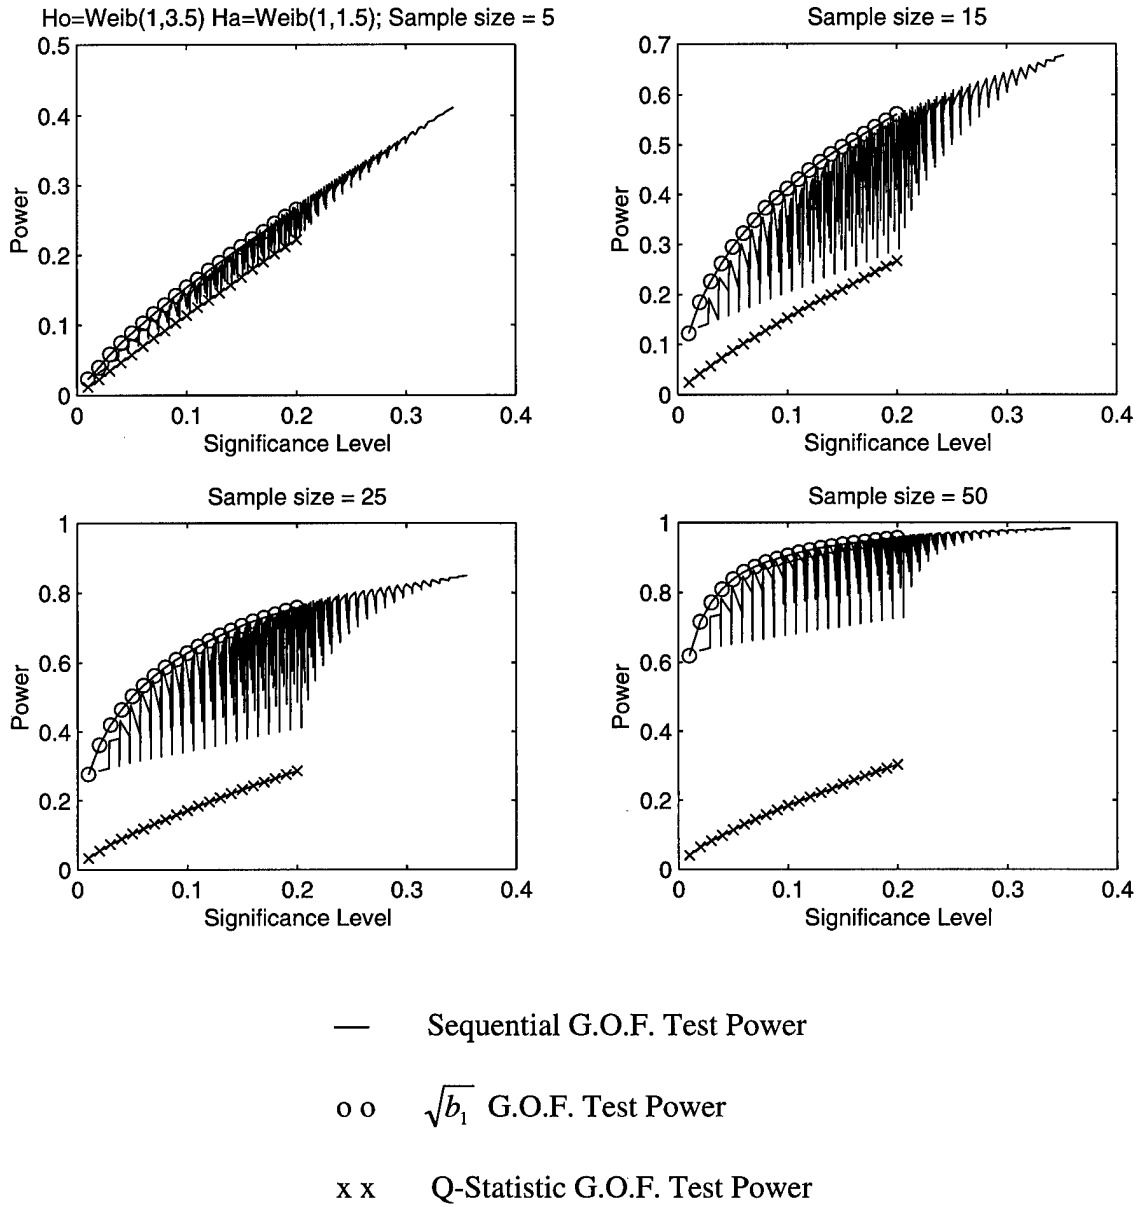 Ho=Weib(1,3.5) Ha=Weib(1,1.5); Sample size = 5
0.5
0.4
0.3
0.2
0.1
0
Power
0 0.1 0.2 0.3 0.4
Significance Level
Sample size = 15
0.7
0.6
0.5
0.4
0.3
0.2
0.1
0
Power
0 0.1 0.2 0.3 0.4
Significance Level
Sample size = 25
1
0.8
0.6
0.4
0.2
0
Power
0 0.1 0.2 0.3 0.4
Significance Level
Sample size = 50
1
0.8
0.6
0.4
0.2
0
Power
0 0.1 0.2 0.3 0.4
Significance Level
— Sequential G.O.F. Test Power
o o √b₁ G.O.F. Test Power
x x Q-Statistic G.O.F. Test Power